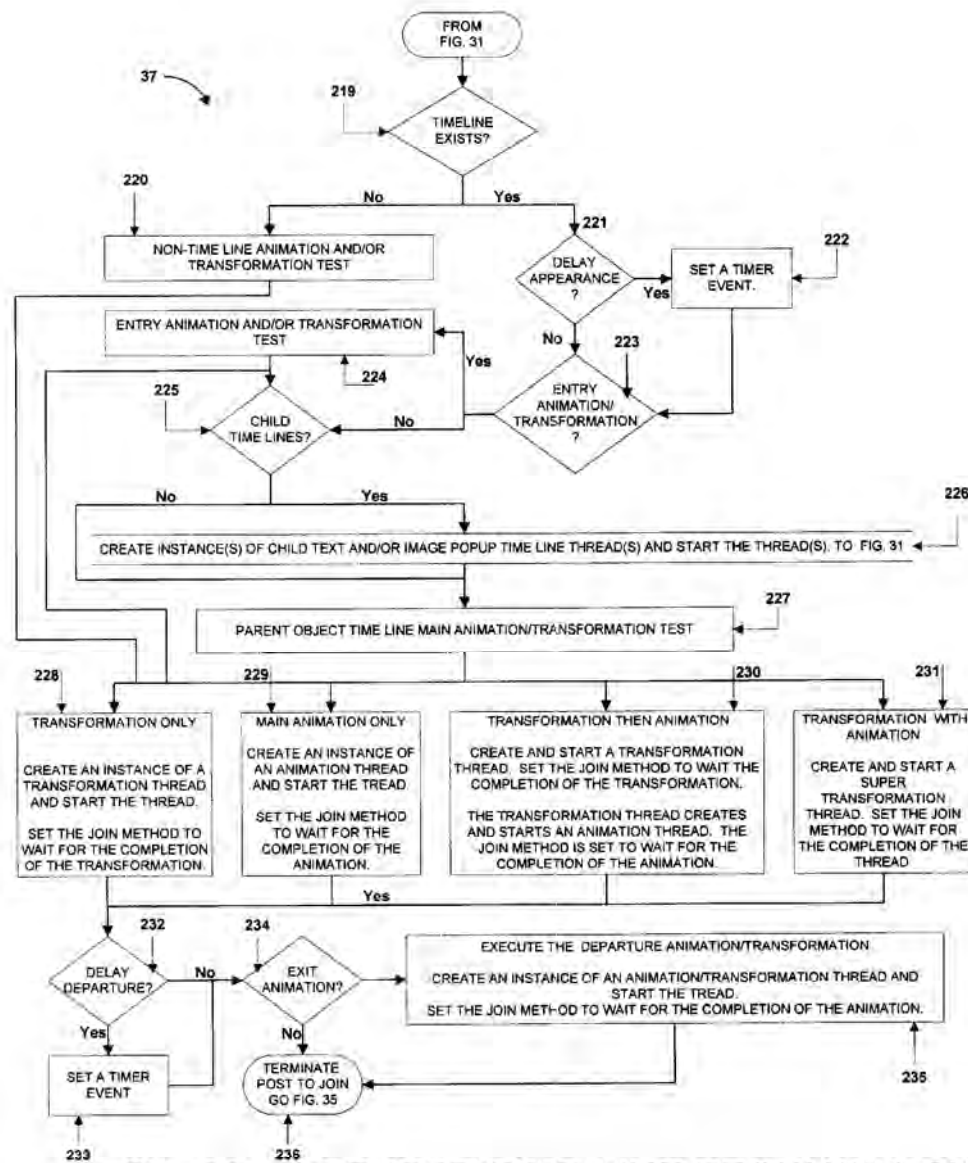 FROM
FIG. 31
37
219
TIMELINE
EXISTS?
220
No
Yes
221
NON-TIME LINE ANIMATION AND/OR
TRANSFORMATION TEST
DELAY
APPEARANCE
?
Yes
SET A TIMER
EVENT.
222
ENTRY ANIMATION AND/OR TRANSFORMATION
TEST
No
223
Yes
224
225
CHILD
TIME LINES?
No
ENTRY
ANIMATION/
TRANSFORMATION
?
No
Yes
226
CREATE INSTANCE(S) OF CHILD TEXT AND/OR IMAGE POPUP TIME LINE THREAD(S) AND START THE THREAD(S). TO FIG. 31
PARENT OBJECT TIME LINE MAIN ANIMATION/TRANSFORMATION TEST
227
228
229
230
231
TRANSFORMATION ONLY
CREATE AN INSTANCE OF A
TRANSFORMATION THREAD
AND START THE THREAD.
SET THE JOIN METHOD TO
WAIT FOR THE COMPLETION
OF THE TRANSFORMATION.
MAIN ANIMATION ONLY
CREATE AN INSTANCE OF
AN ANIMATION THREAD
AND START THE TREAD.
SET THE JOIN METHOD
TO WAIT FOR THE
COMPLETION OF THE
ANIMATION.
TRANSFORMATION THEN ANIMATION
CREATE AND START A TRANSFORMATION
THREAD. SET THE JOIN METHOD TO WAIT THE
COMPLETION OF THE TRANSFORMATION.
THE TRANSFORMATION THREAD CREATES
AND STARTS AN ANIMATION THREAD. THE
JOIN METHOD IS SET TO WAIT FOR THE
COMPLETION OF THE ANIMATION.
TRANSFORMATION WITH
ANIMATION
CREATE AND START A
SUPER
TRANSFORMATION
THREAD. SET THE JOIN
METHOD TO WAIT FOR
THE COMPLETION OF THE
THREAD
Yes
232
234
DELAY
DEPARTURE?
No
EXIT
ANIMATION?
EXECUTE THE DEPARTURE ANIMATION/TRANSFORMATION
CREATE AN INSTANCE OF AN ANIMATION/TRANSFORMATION THREAD AND
START THE TREAD.
SET THE JOIN METHOD TO WAIT FOR THE COMPLETION OF THE ANIMATION.
Yes
No
SET A TIMER
EVENT
TERMINATE
POST TO JOIN
GO FIG. 35
235
233
236